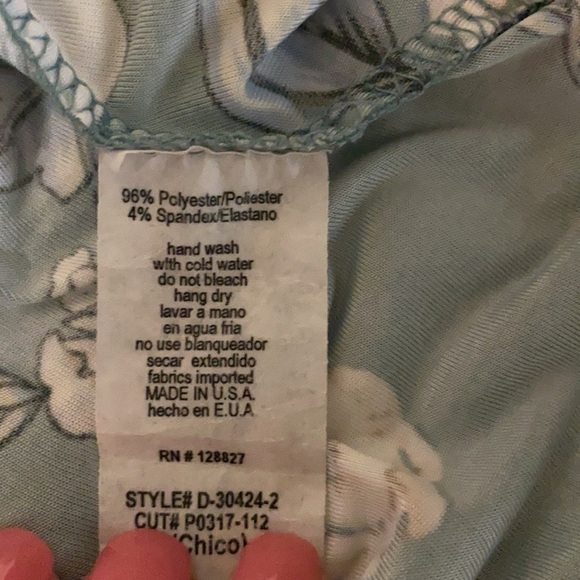 96% Polyester/Poliester
4% Spandex/Elastano
hand wash
with cold water
do not bleach
hang dry
lavar a mano
en agua fria
no use blanqueador
secar extendido
fabrics imported
MADE IN U.S.A.
hecho en E.U.A
RN # 128827
STYLE# D-30424-2
CUT# P0317-112
(Chico)